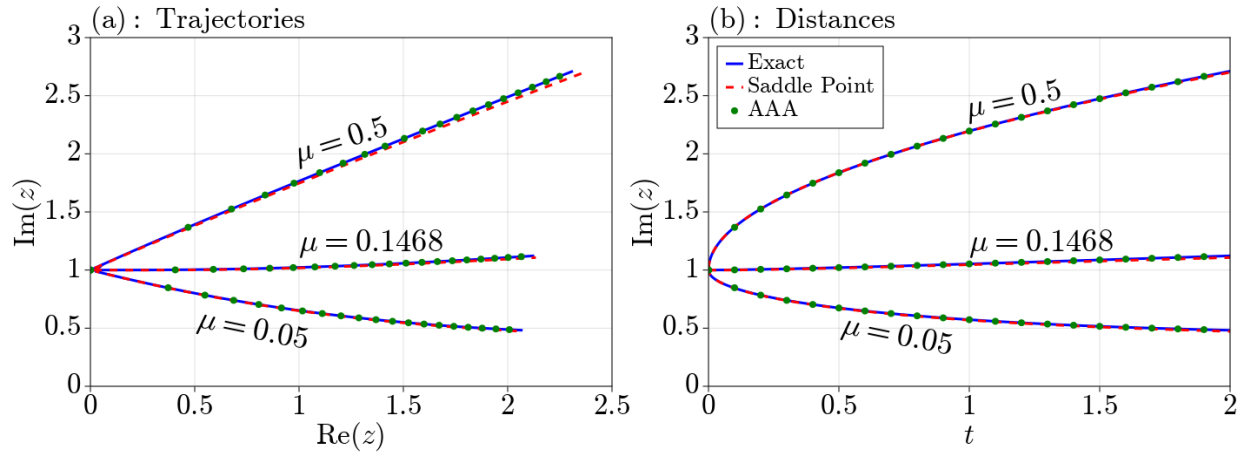 (a) : Trajectories
3
2.5
2
1.5
1
0.5
0
Im(z)
μ = 0.5
μ = 0.1468
μ = 0.05
0
0.5
1
1.5
2
2.5
Re(z)
(b) : Distances
3
2.5
2
1.5
1
0.5
0
Im(z)
Exact
Saddle Point
AAA
μ = 0.5
μ = 0.1468
μ = 0.05
0
0.5
1
1.5
2
t